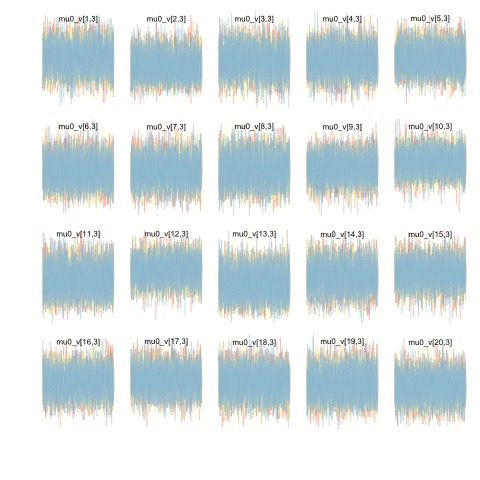 mu0_v[1,3] mu0_v[2,3] mu0_v[3,3] mu0_v[4,3] mu0_v[5,3]
mu0_v[6,3] mu0_v[7,3] mu0_v[8,3] mu0_v[9,3] mu0_v[10,3]
mu0_v[11,3] mu0_v[12,3] mu0_v[13,3] mu0_v[14,3] mu0_v[15,3]
mu0_v[16,3] mu0_v[17,3] mu0_v[18,3] mu0_v[19,3] mu0_v[20,3]